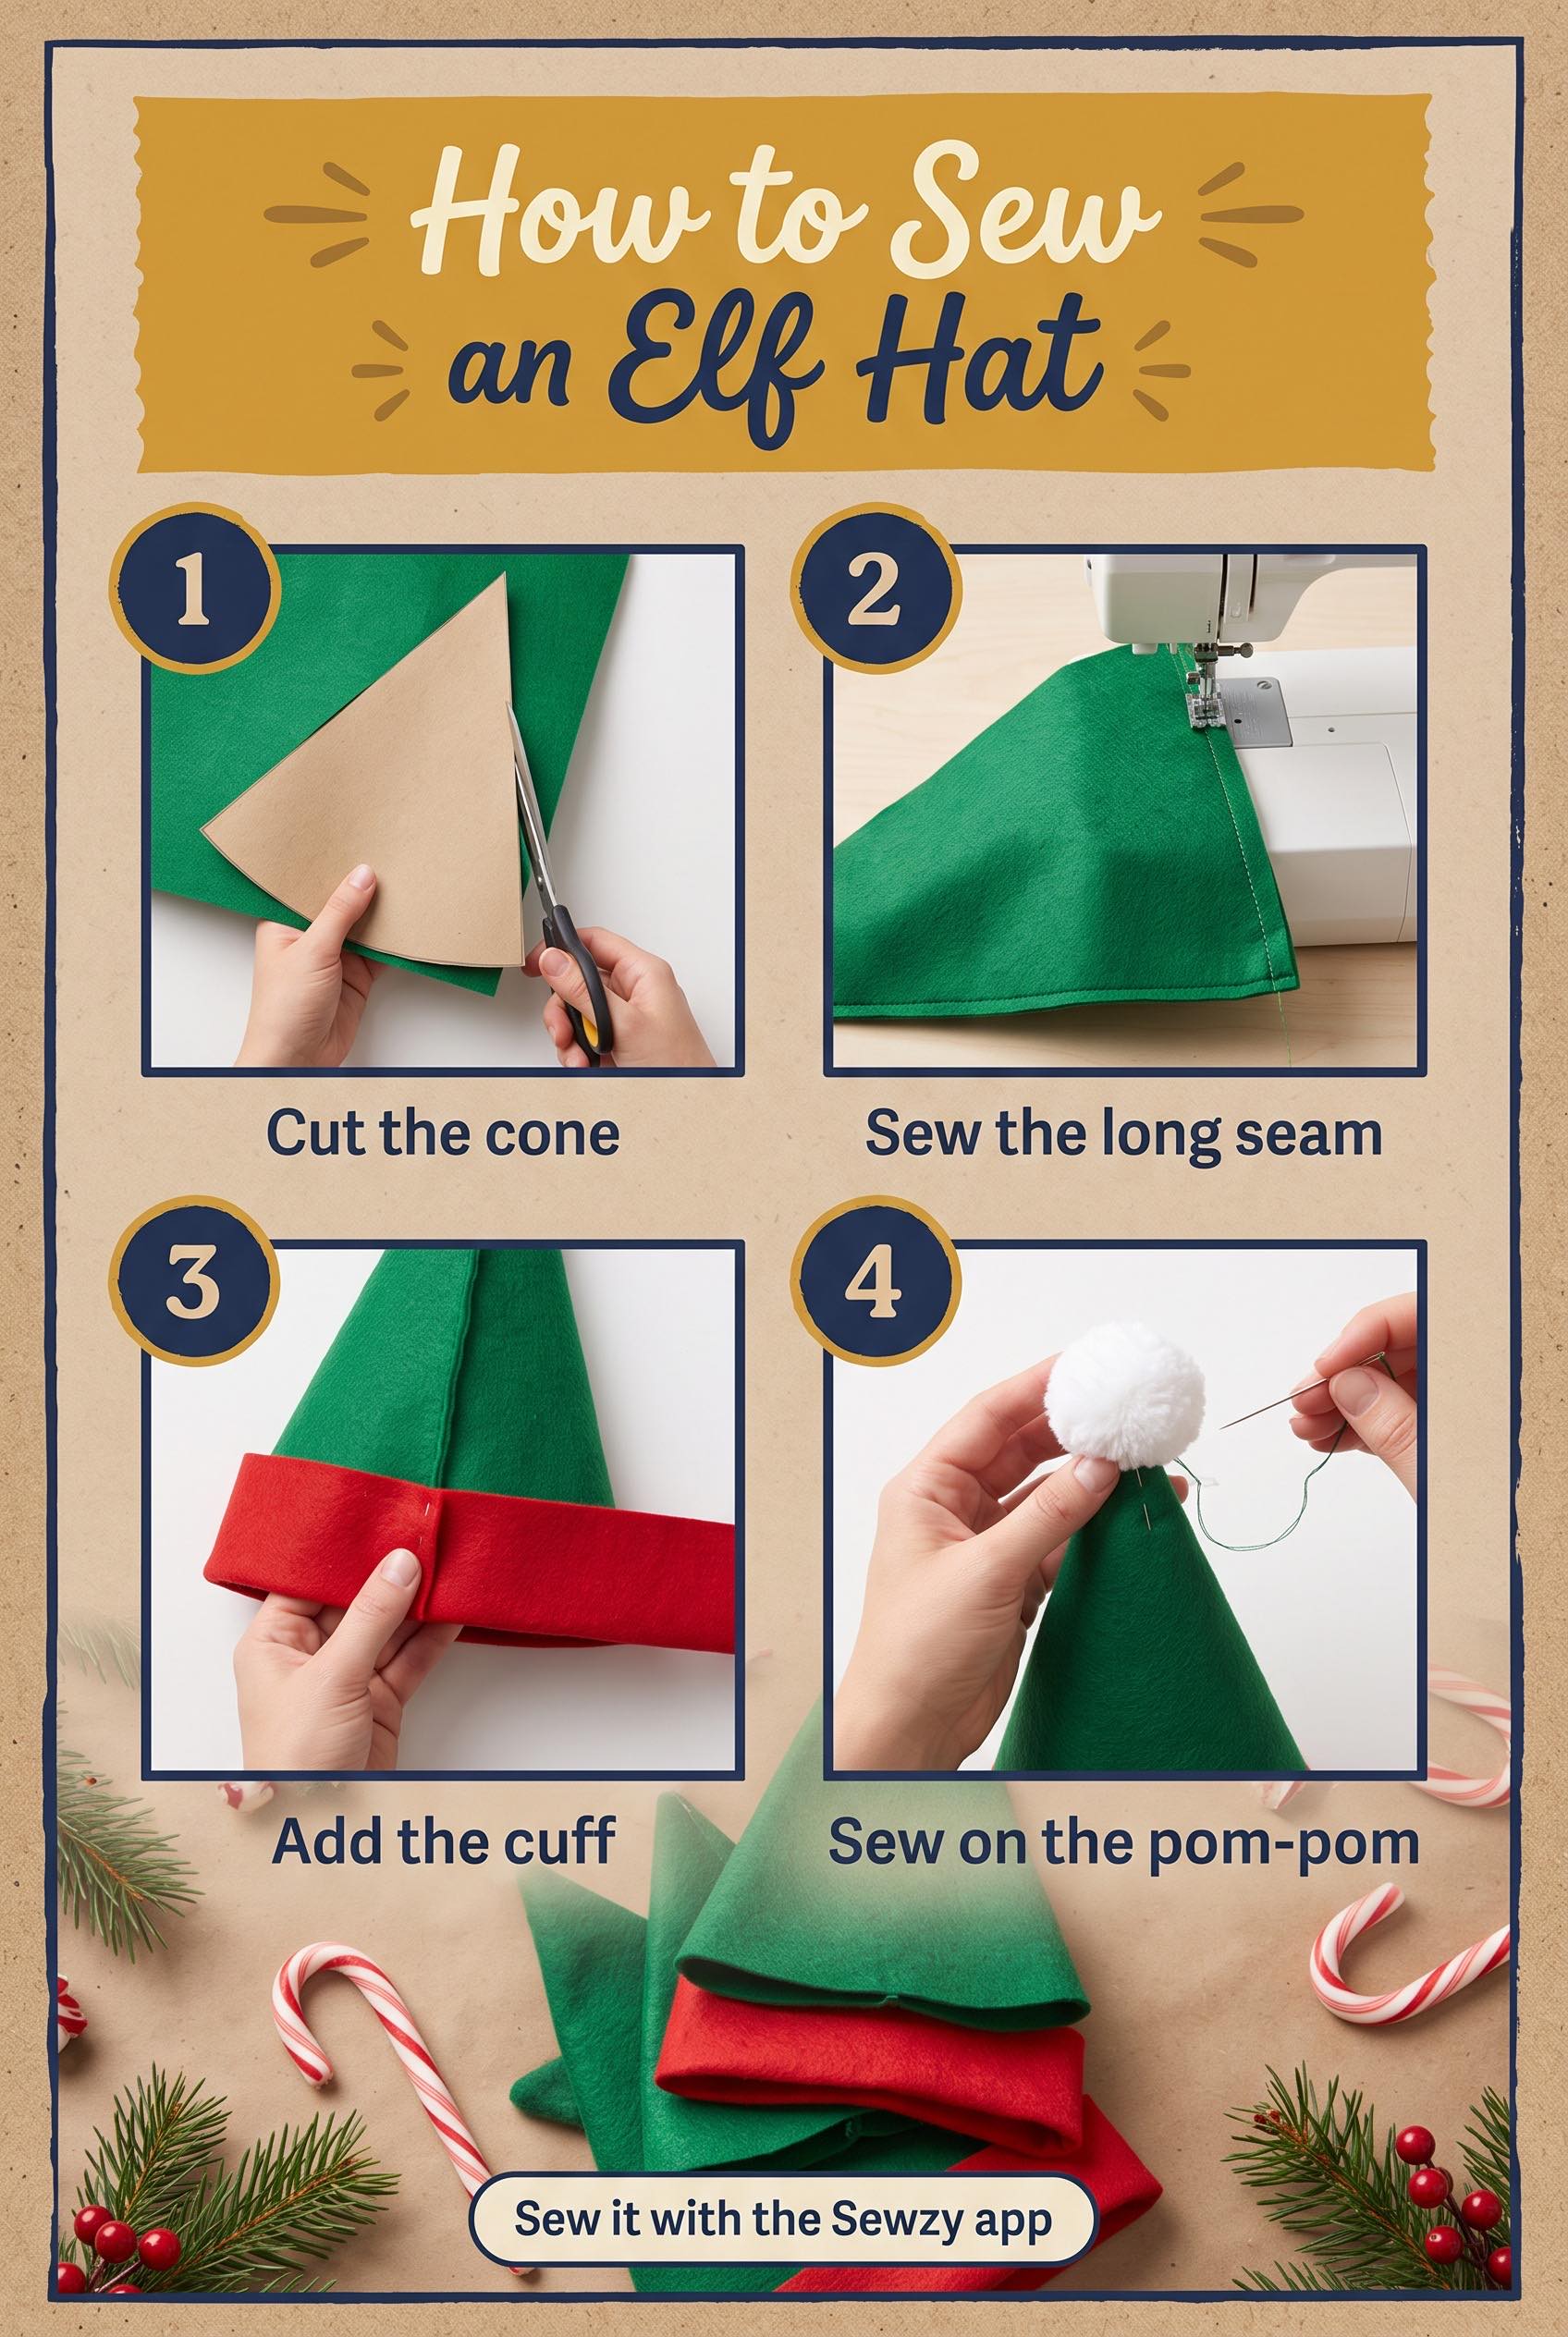 How to Sew
an Elf Hat
1
2
Cut the cone
Sew the long seam
3
4
Add the cuff
Sew on the pom-pom
Sew it with the Sewzy app